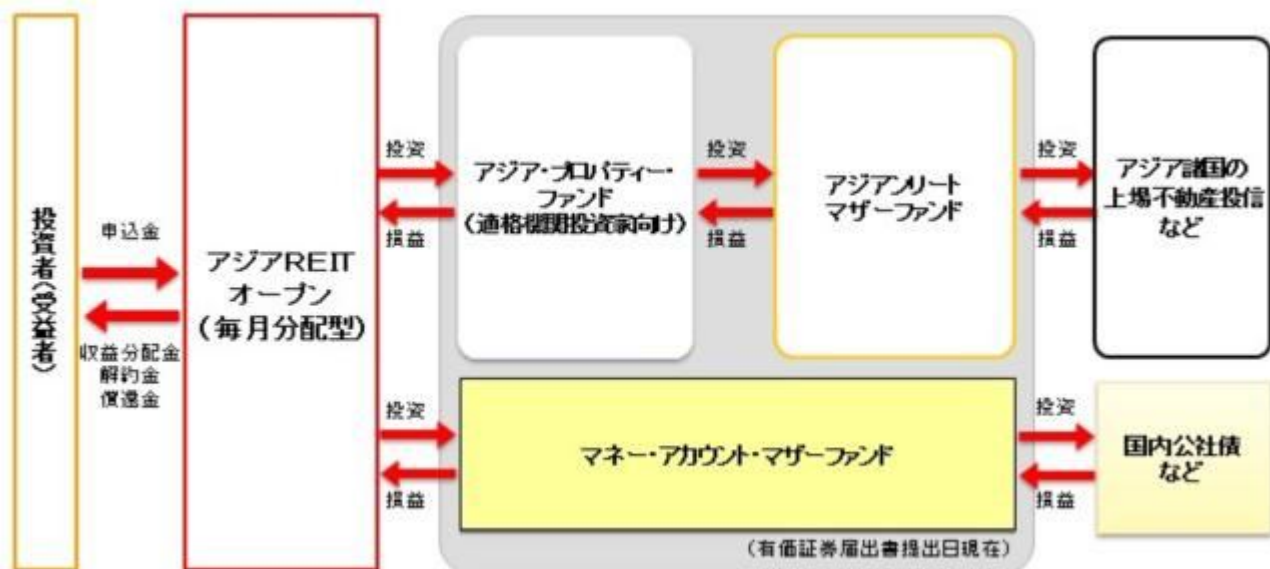 投資者(受益者)
申込金
収益分配金
解約金
償還金
アジアREIT
オープン
(毎月分配型)
投資
損益
アジア・プロパティー・
ファンド
(適格機関投資家向け)
投資
損益
アジアンリート
マザーファンド
投資
損益
アジア諸国の
上場不動産投信
など
投資
損益
マネー・アカウント・マザーファンド
投資
損益
国内公社債
など
(有価証券届出書提出日現在)